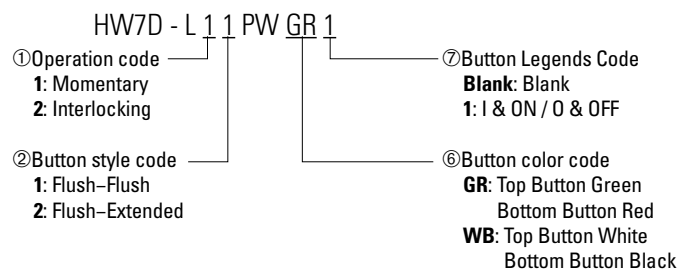 HW7D - L 1 1 PW GR 1
①Operation code
1: Momentary
2: Interlocking
②Button style code
1: Flush–Flush
2: Flush–Extended
⑦Button Legends Code
Blank: Blank
1: I & ON / O & OFF
⑥Button color code
GR: Top Button Green
Bottom Button Red
WB: Top Button White
Bottom Button Black